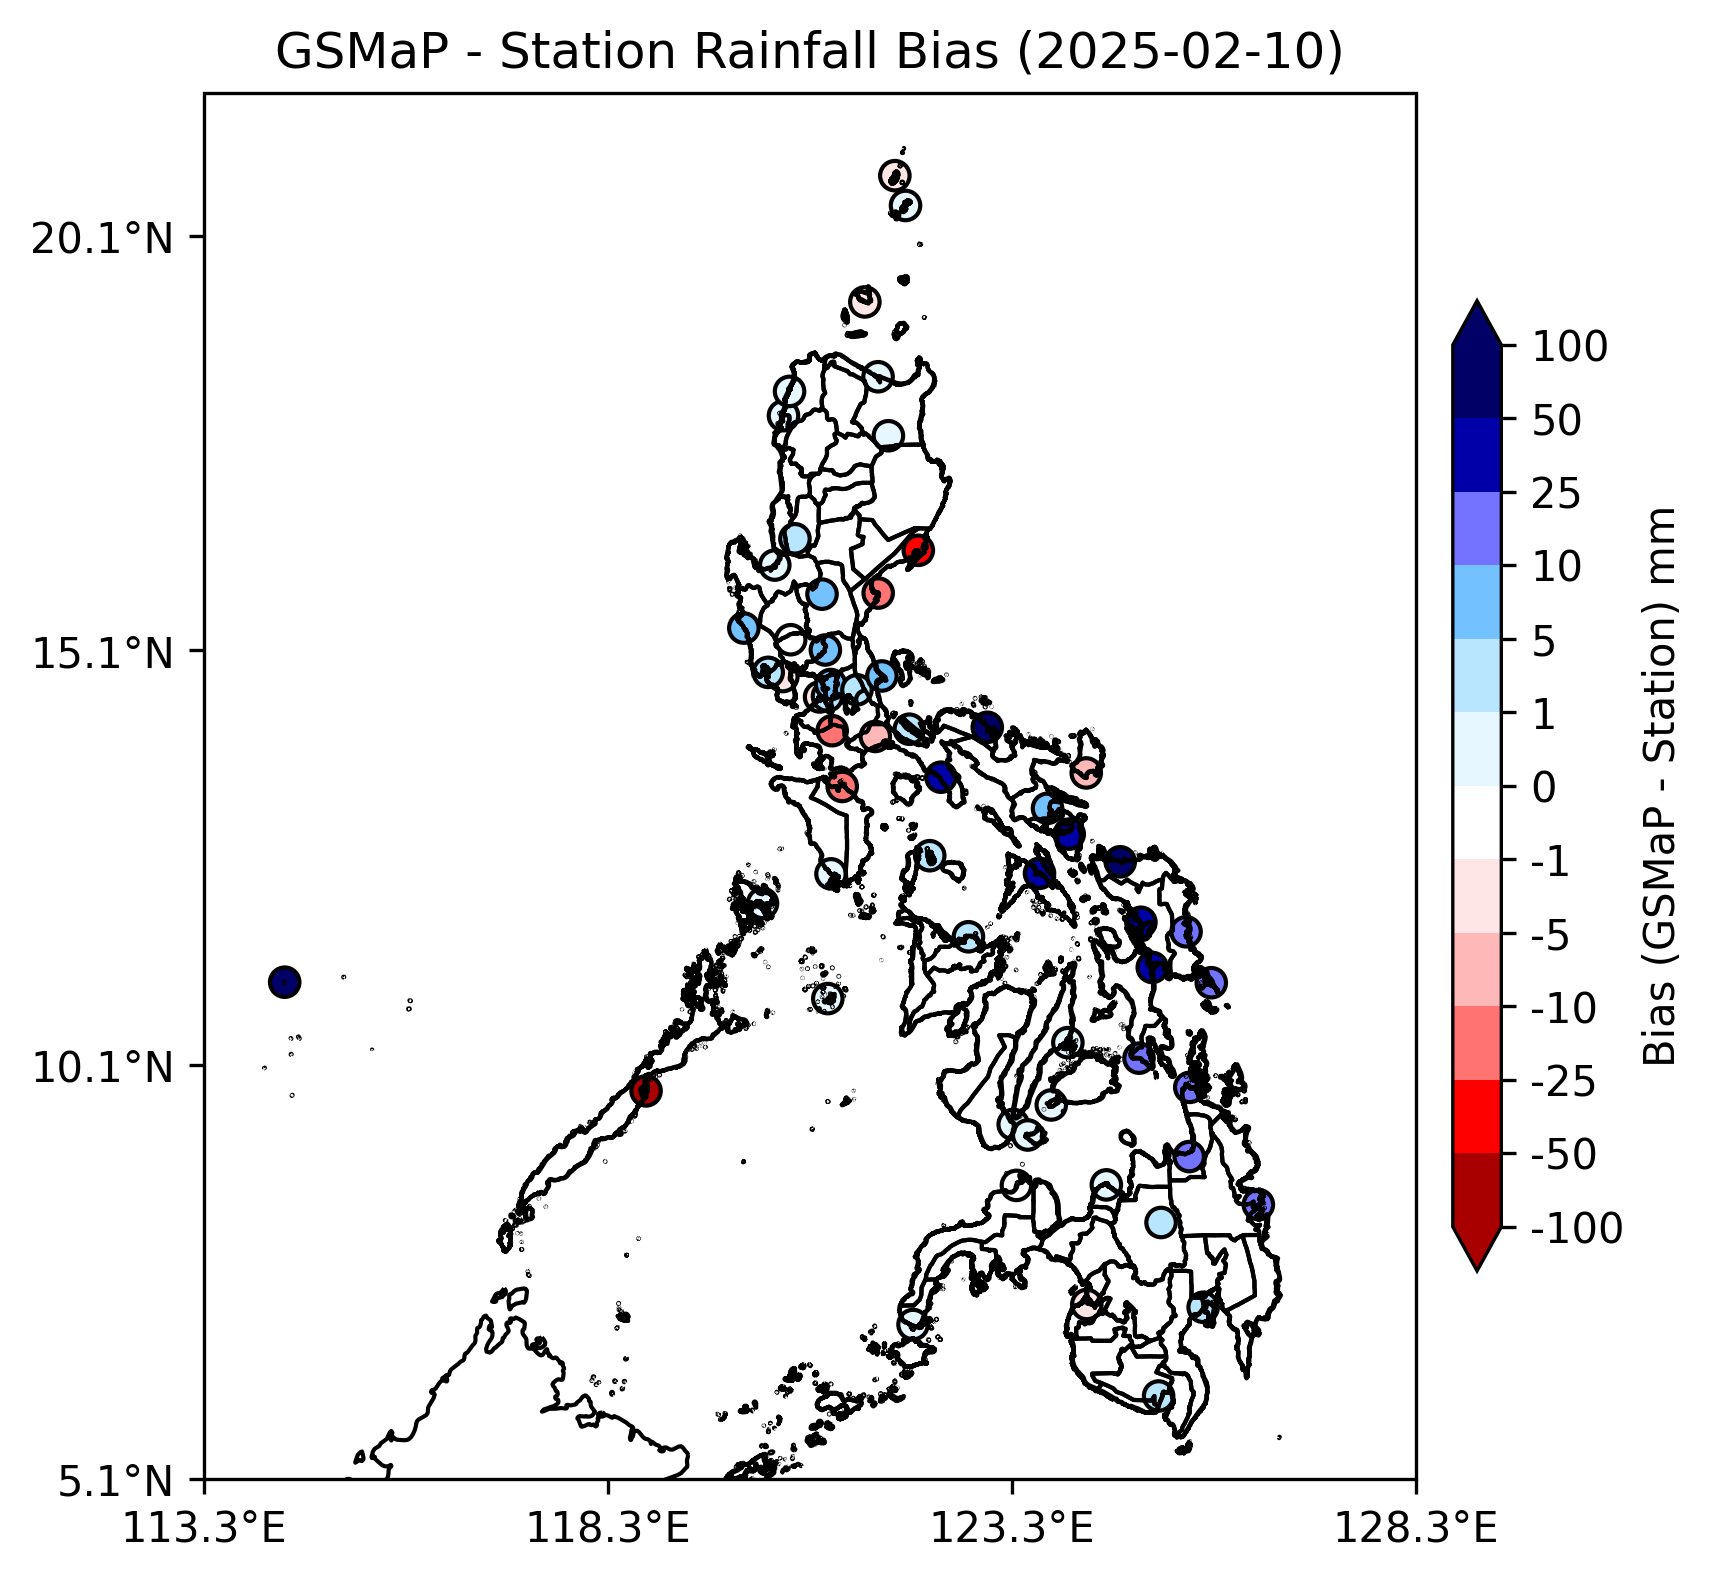 GSMaP - Station Rainfall Bias (2025-02-10)
20.1°N
15.1°N
10.1°N
5.1°N
113.3°E
118.3°E
123.3°E
128.3°E
100
50
25
10
5
1
0
-1
-5
-10
-25
-50
-100
Bias (GSMaP - Station) mm